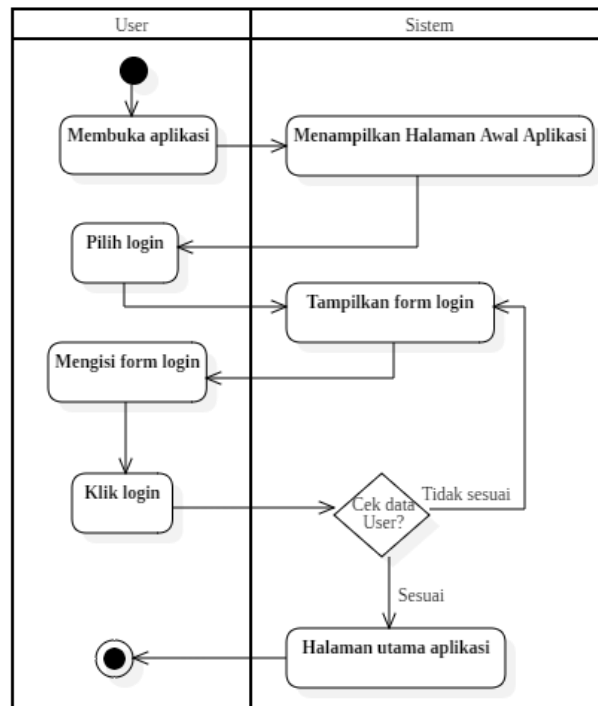 User
Sistem
Membuka aplikasi
Menampilkan Halaman Awal Aplikasi
Pilih login
Tampilkan form login
Mengisi form login
Klik login
Cek data
User?
Tidak sesuai
Sesuai
Halaman utama aplikasi